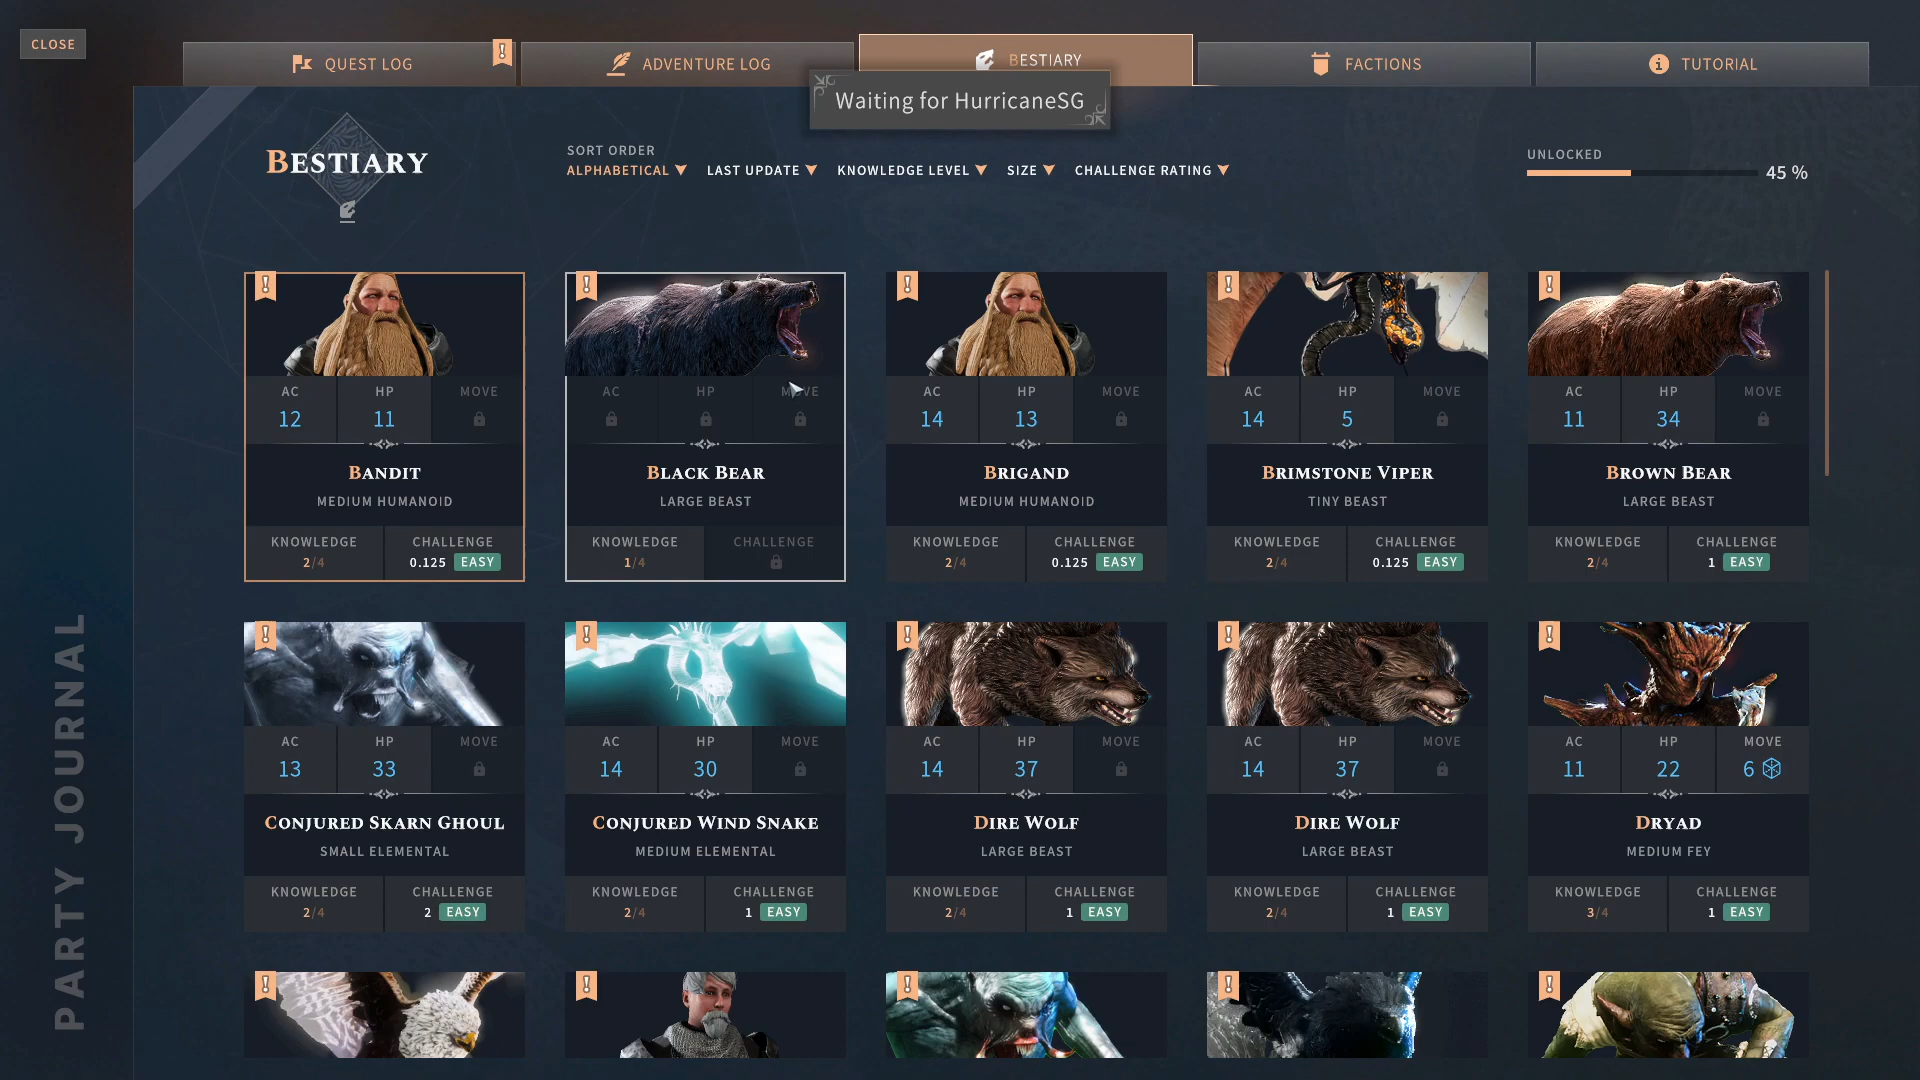 CLOSE
QUEST LOG
ADVENTURE LOG
BESTIARY
FACTIONS
TUTORIAL
Waiting for HurricaneSG
BESTIARY
SORT ORDER
ALPHABETICAL LAST UPDATE KNOWLEDGE LEVEL SIZE CHALLENGE RATING
UNLOCKED
45 %
AC HP MOVE
12 11
BANDIT
MEDIUM HUMANOID
KNOWLEDGE CHALLENGE
2/4 0.125 EASY
AC HP MOVE
BLACK BEAR
LARGE BEAST
KNOWLEDGE CHALLENGE
1/4
AC HP MOVE
14 13
BRIGAND
MEDIUM HUMANOID
KNOWLEDGE CHALLENGE
2/4 0.125 EASY
AC HP MOVE
14 5
BRIMSTONE VIPER
TINY BEAST
KNOWLEDGE CHALLENGE
2/4 0.125 EASY
AC HP MOVE
11 34
BROWN BEAR
LARGE BEAST
KNOWLEDGE CHALLENGE
2/4 1 EASY
AC HP MOVE
13 33
CONJURED SKARN GHOUL
SMALL ELEMENTAL
KNOWLEDGE CHALLENGE
2/4 2 EASY
AC HP MOVE
14 30
CONJURED WIND SNAKE
MEDIUM ELEMENTAL
KNOWLEDGE CHALLENGE
2/4 1 EASY
AC HP MOVE
14 37
DIRE WOLF
LARGE BEAST
KNOWLEDGE CHALLENGE
2/4 1 EASY
AC HP MOVE
14 37
DIRE WOLF
LARGE BEAST
KNOWLEDGE CHALLENGE
2/4 1 EASY
AC HP MOVE
11 22 6
DRYAD
MEDIUM FEY
KNOWLEDGE CHALLENGE
3/4 1 EASY
PARTY JOURNAL